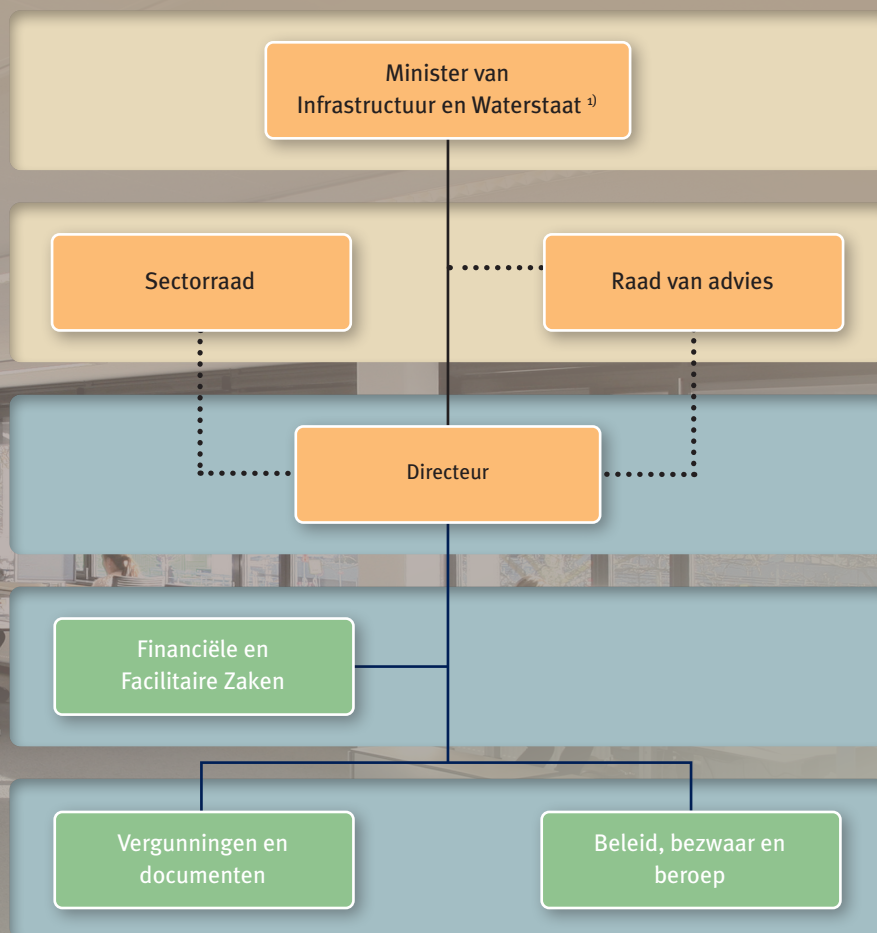 Minister van
Infrastructuur en Waterstaat ¹⁾
Sectorraad
Raad van advies
Directeur
Financiële en
Facilitaire Zaken
Vergunningen en
documenten
Beleid, bezwaar en
beroep